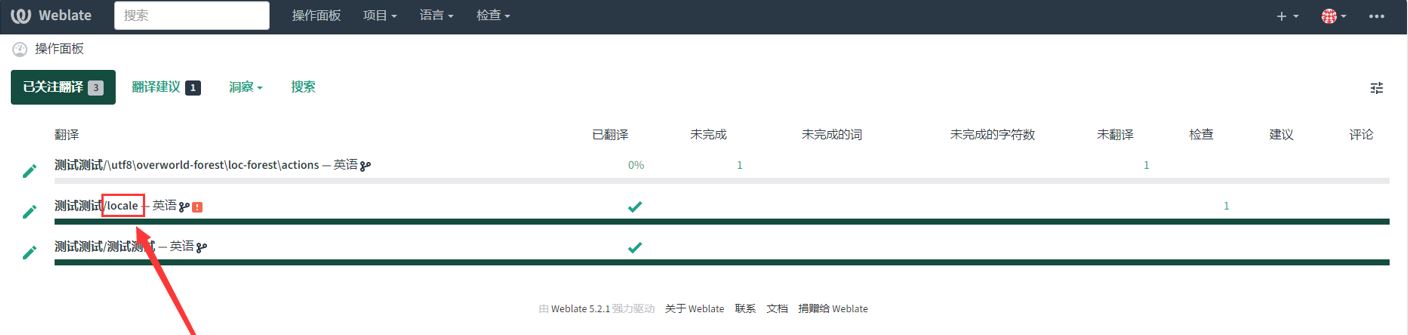 Weblate 搜索 操作面板 项目 语言 检查
操作面板
已关注翻译 3 翻译建议 1 洞察 搜索
翻译 已翻译 未完成 未完成的词 未完成的字符数 未翻译 检查 建议 评论
测试测试/\utf8\overworld-forest\loc-forest\actions — 英语 0% 1 1
测试测试/locale — 英语 1
测试测试/测试测试 — 英语
由 Weblate 5.2.1 强力驱动 关于 Weblate 联系 文档 捐赠给 Weblate